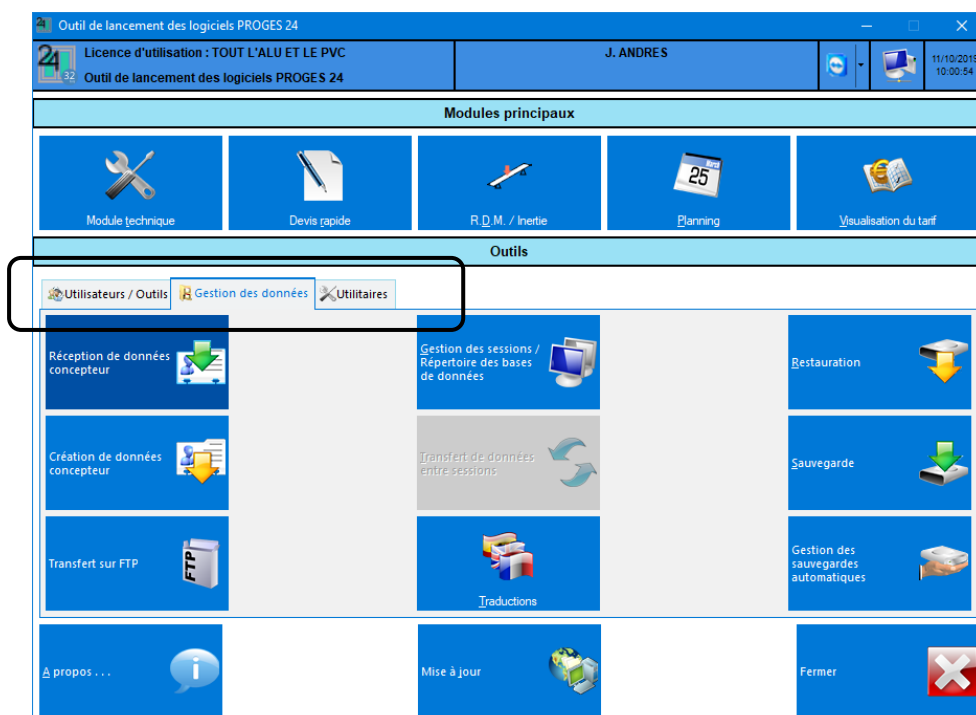 24 Outil de lancement des logiciels PROGES 24
24
32
Licence d'utilisation : TOUT L'ALU ET LE PVC
Outil de lancement des logiciels PROGES 24
J. ANDRES
11/10/2019
10:00:54
Modules principaux
Module technique
Devis rapide
R.D.M. / Inertie
25
Planning
Visualisation du tarif
Outils
Utilisateurs / Outils
Gestion des données
Utilitaires
Réception de données
concepteur
Gestion des sessions /
Répertoire des bases
de données
Restauration
Création de données
concepteur
Transfert de données
entre sessions
Sauvegarde
Transfert sur FTP
FTP
Traductions
Gestion des
sauvegardes
automatiques
A propos . . .
Mise à jour
Fermer